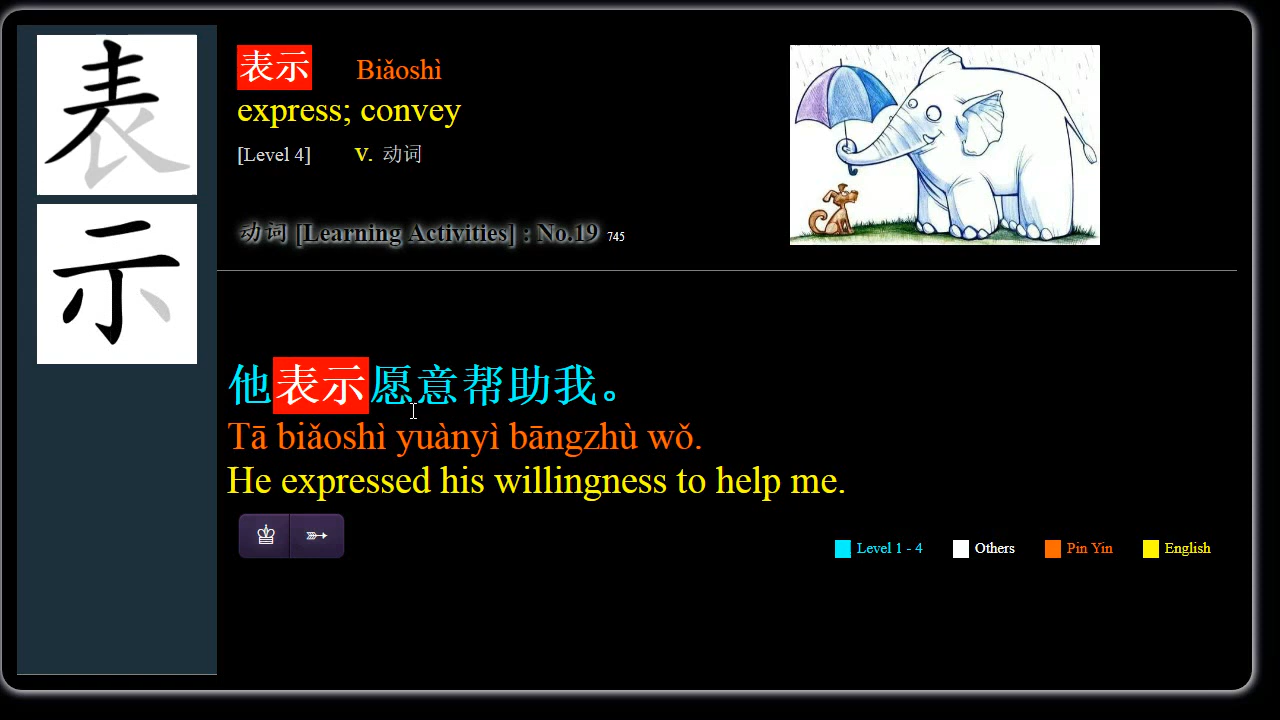 表
示
表示 Biǎoshì
express; convey
[Level 4] v. 动词
动词 [Learning Activities] : No.19 745
他表示愿意帮助我。
Tā biǎoshì yuànyì bāngzhù wǒ.
He expressed his willingness to help me.
Level 1 - 4 Others Pin Yin English